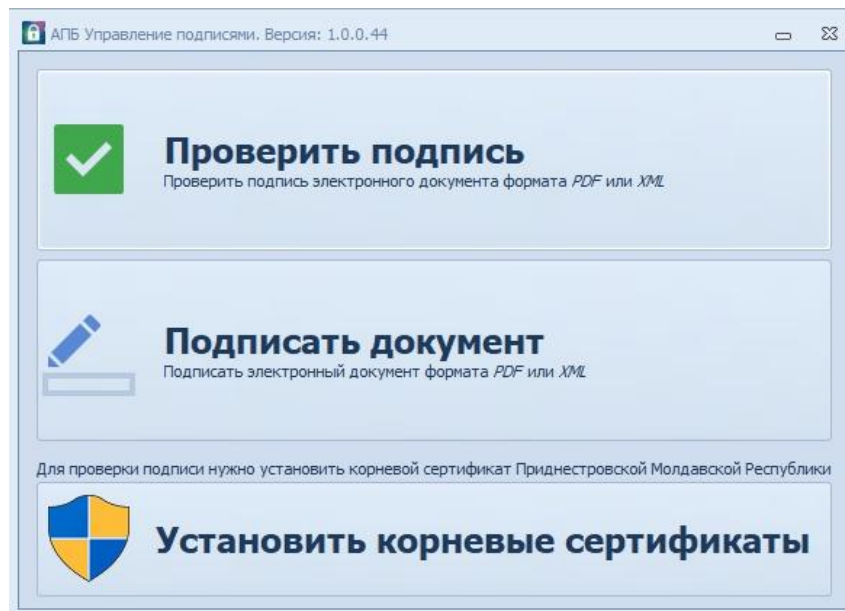 АПБ Управление подписями. Версия: 1.0.0.44
Проверить подпись
Проверить подпись электронного документа формата PDF или XML
Подписать документ
Подписать электронный документ формата PDF или XML
Для проверки подписи нужно установить корневой сертификат Приднестровской Молдавской Республики
Установить корневые сертификаты